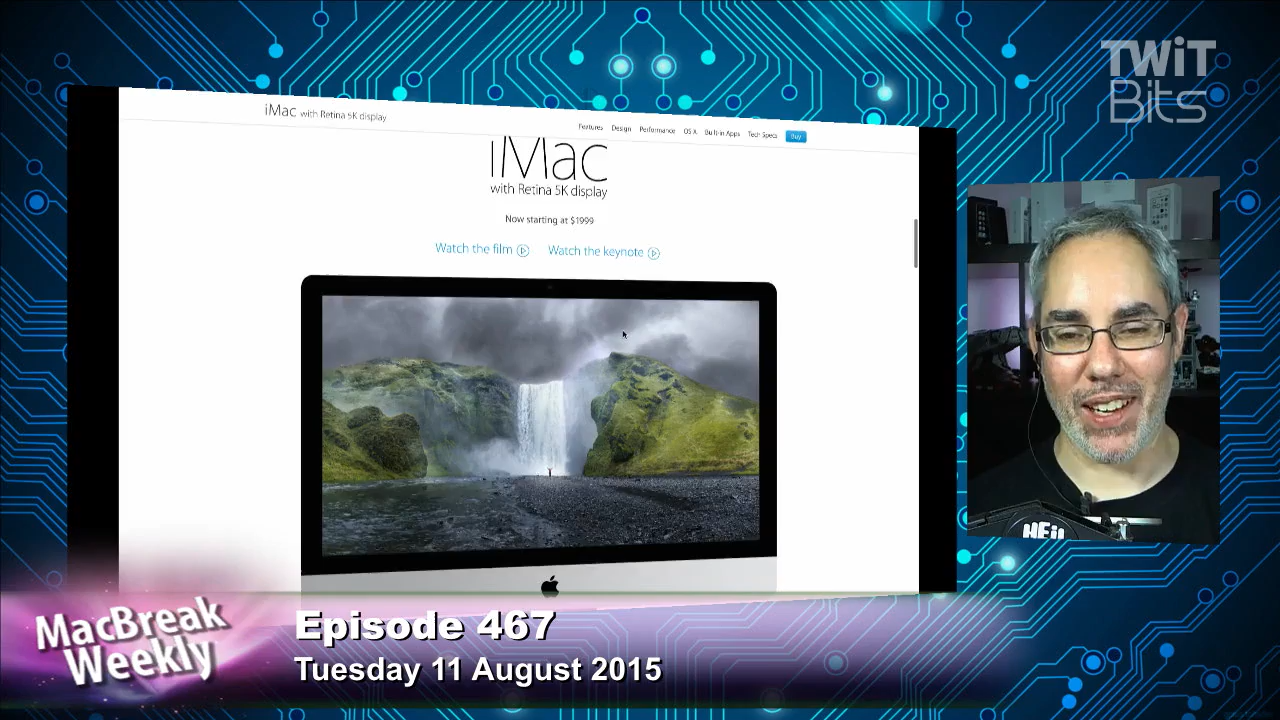 TWiT
Bits
iMac with Retina 5K display
Features Design Performance OS X Built-in Apps Tech Specs Buy
iMac
with Retina 5K display
Now starting at $1999
Watch the film Watch the keynote
HEIL
MacBreak
Weekly
Episode 467
Tuesday 11 August 2015